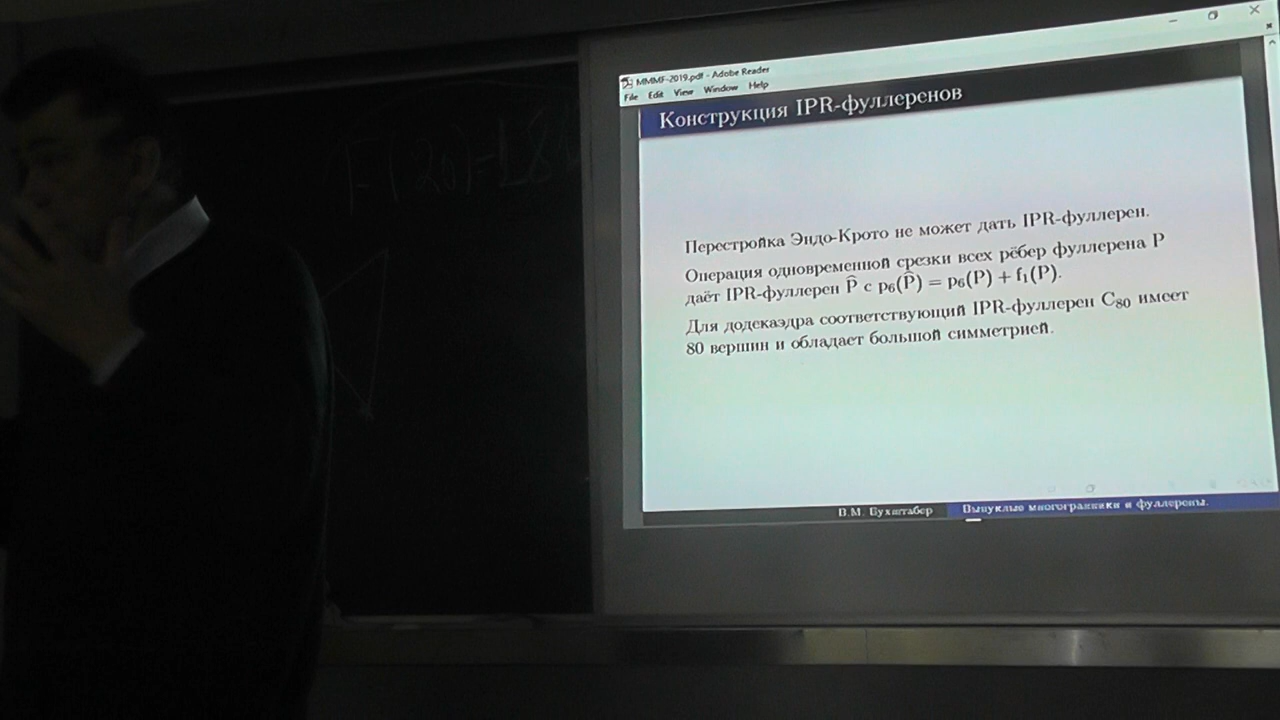 MMMF-2019.pdf - Adobe Reader
File Edit View Window Help
Конструкция IPR-фуллеренов
Перестройка Эндо-Крото не может дать IPR-фуллерен.
Операция одновременной срезки всех рёбер фуллерена P
даёт IPR-фуллерен P̂ с p₆(P̂) = p₆(P) + f₁(P).
Для додекаэдра соответствующий IPR-фуллерен C₈₀ имеет
80 вершин и обладает большой симметрией.
В.М. Бухштабер
Выпуклые многогранники и фуллерены.